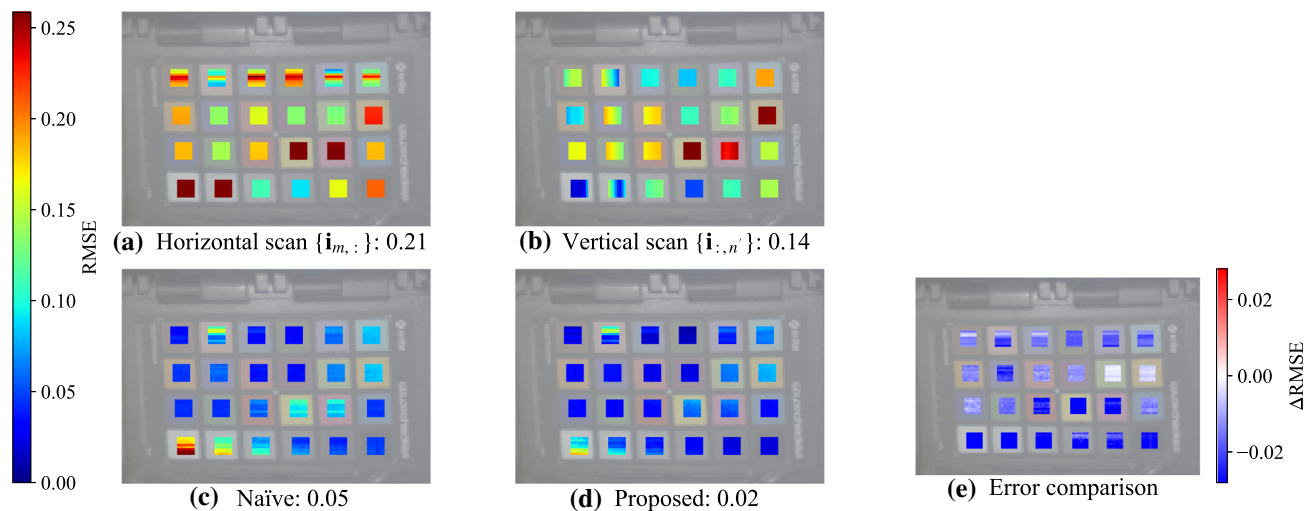 0.25
0.20
0.15
0.10
0.05
0.00
RMSE
(a) Horizontal scan {i_{m, :}}: 0.21
(b) Vertical scan {i_{:, n′}}: 0.14
(c) Naïve: 0.05
(d) Proposed: 0.02
0.02
0.00
−0.02
ΔRMSE
(e) Error comparison